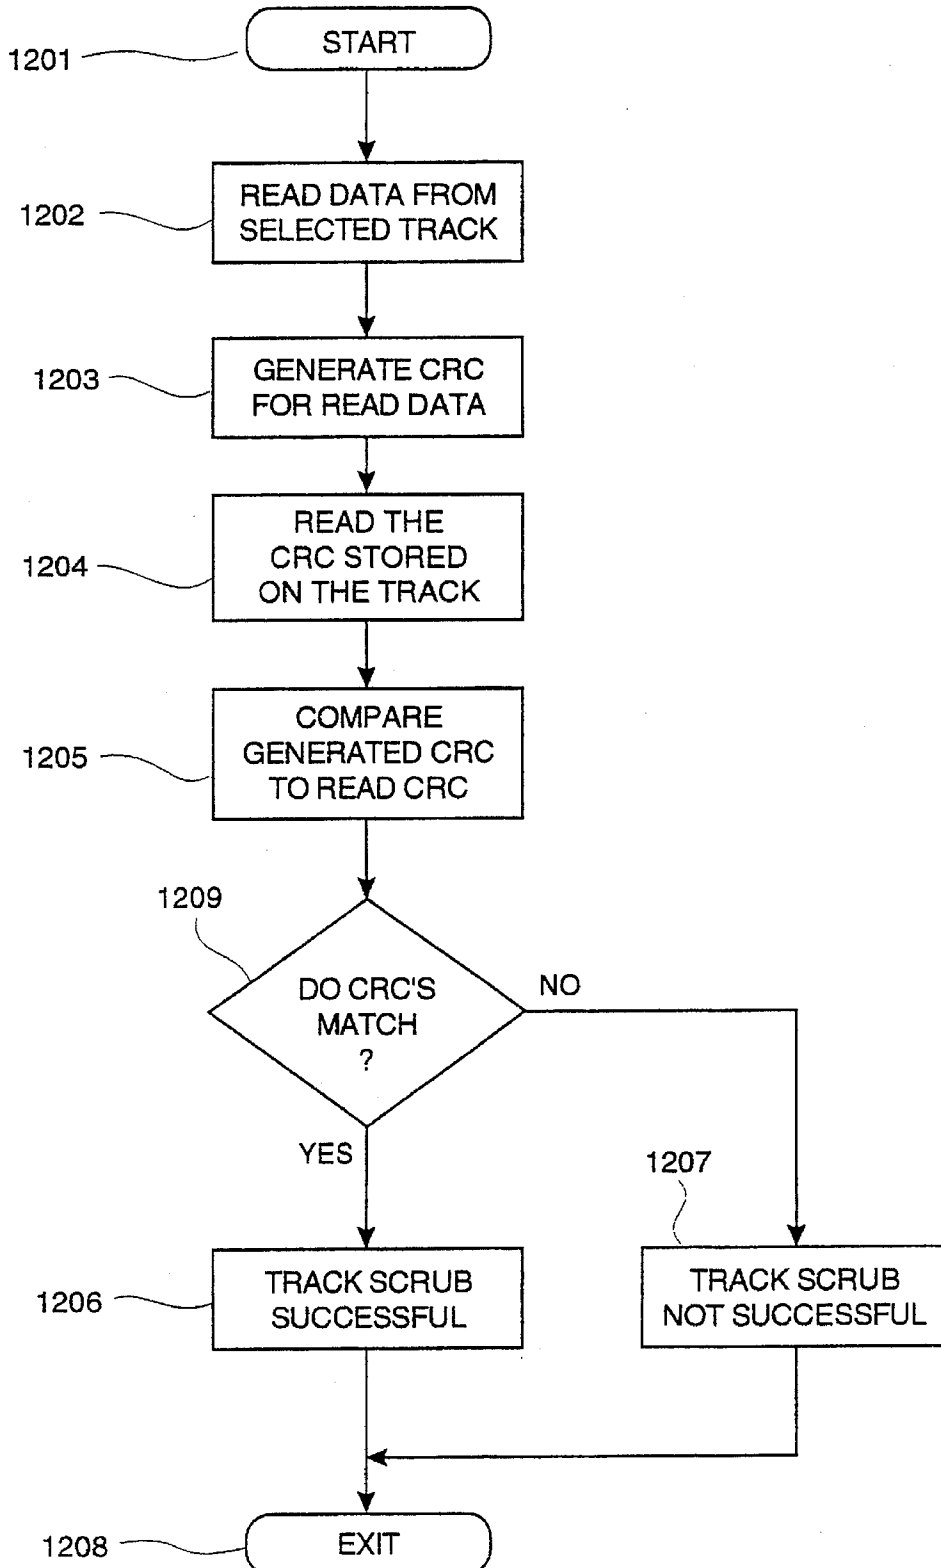 START
1201
READ DATA FROM
SELECTED TRACK
1202
GENERATE CRC
FOR READ DATA
1203
READ THE
CRC STORED
ON THE TRACK
1204
COMPARE
GENERATED CRC
TO READ CRC
1205
1209
DO CRC'S
MATCH
?
NO
YES
1207
TRACK SCRUB
SUCCESSFUL
1206
TRACK SCRUB
NOT SUCCESSFUL
EXIT
1208